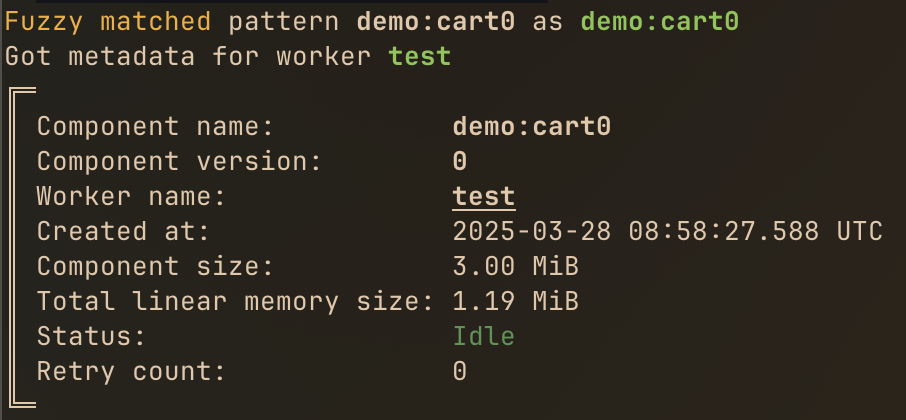 Fuzzy matched pattern demo:cart0 as demo:cart0
Got metadata for worker test
Component name: demo:cart0
Component version: 0
Worker name: test
Created at: 2025-03-28 08:58:27.588 UTC
Component size: 3.00 MiB
Total linear memory size: 1.19 MiB
Status: Idle
Retry count: 0